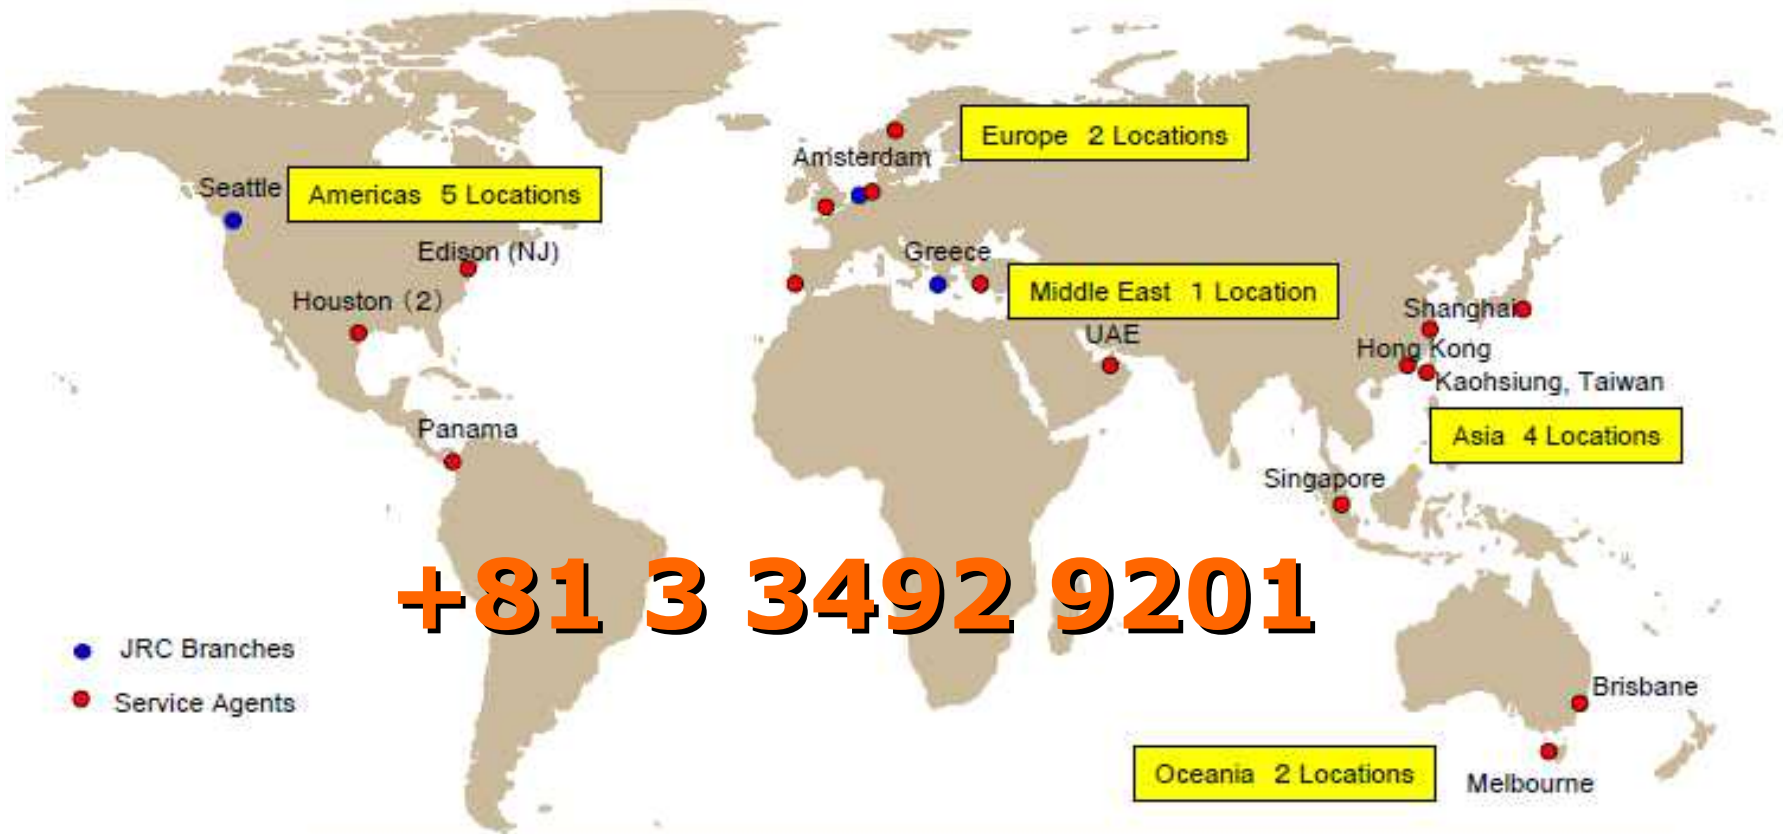 Europe 2 Locations
Amsterdam
Seattle
Americas 5 Locations
Edison (NJ)
Greece
Houston (2)
Middle East 1 Location
Shanghai
UAE
Hong Kong
Kaohsiung, Taiwan
Panama
Asia 4 Locations
Singapore
+81 3 3492 9201
JRC Branches
Service Agents
Brisbane
Oceania 2 Locations
Melbourne